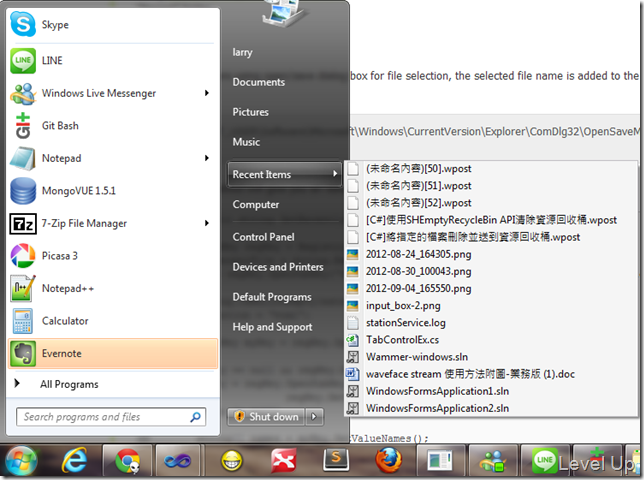 Skype
LINE
Windows Live Messenger
Git Bash
Notepad
MongoVUE 1.5.1
7-Zip File Manager
Picasa 3
Notepad++
Calculator
Evernote
All Programs
Search programs and files
larry
Documents
Pictures
Music
Recent Items
Computer
Control Panel
Devices and Printers
Default Programs
Help and Support
Shut down
box for file selection, the selected file name is added to the
\Windows\CurrentVersion\Explorer\ComDlg32\OpenSaveM
(未命名內容)[50].wpost
(未命名內容)[51].wpost
(未命名內容)[52].wpost
[C#]使用SHEmptyRecycleBin API清除資源回收桶.wpost
[C#]將指定的檔案刪除並送到資源回收桶.wpost
2012-08-24_164305.png
2012-08-30_100043.png
2012-09-04_165550.png
input_box-2.png
stationService.log
TabControlEx.cs
Wammer-windows.sln
waveface stream 使用方法附圖-業務版 (1).doc
WindowsFormsApplication1.sln
WindowsFormsApplication2.sln
ValueNames();
Level Up